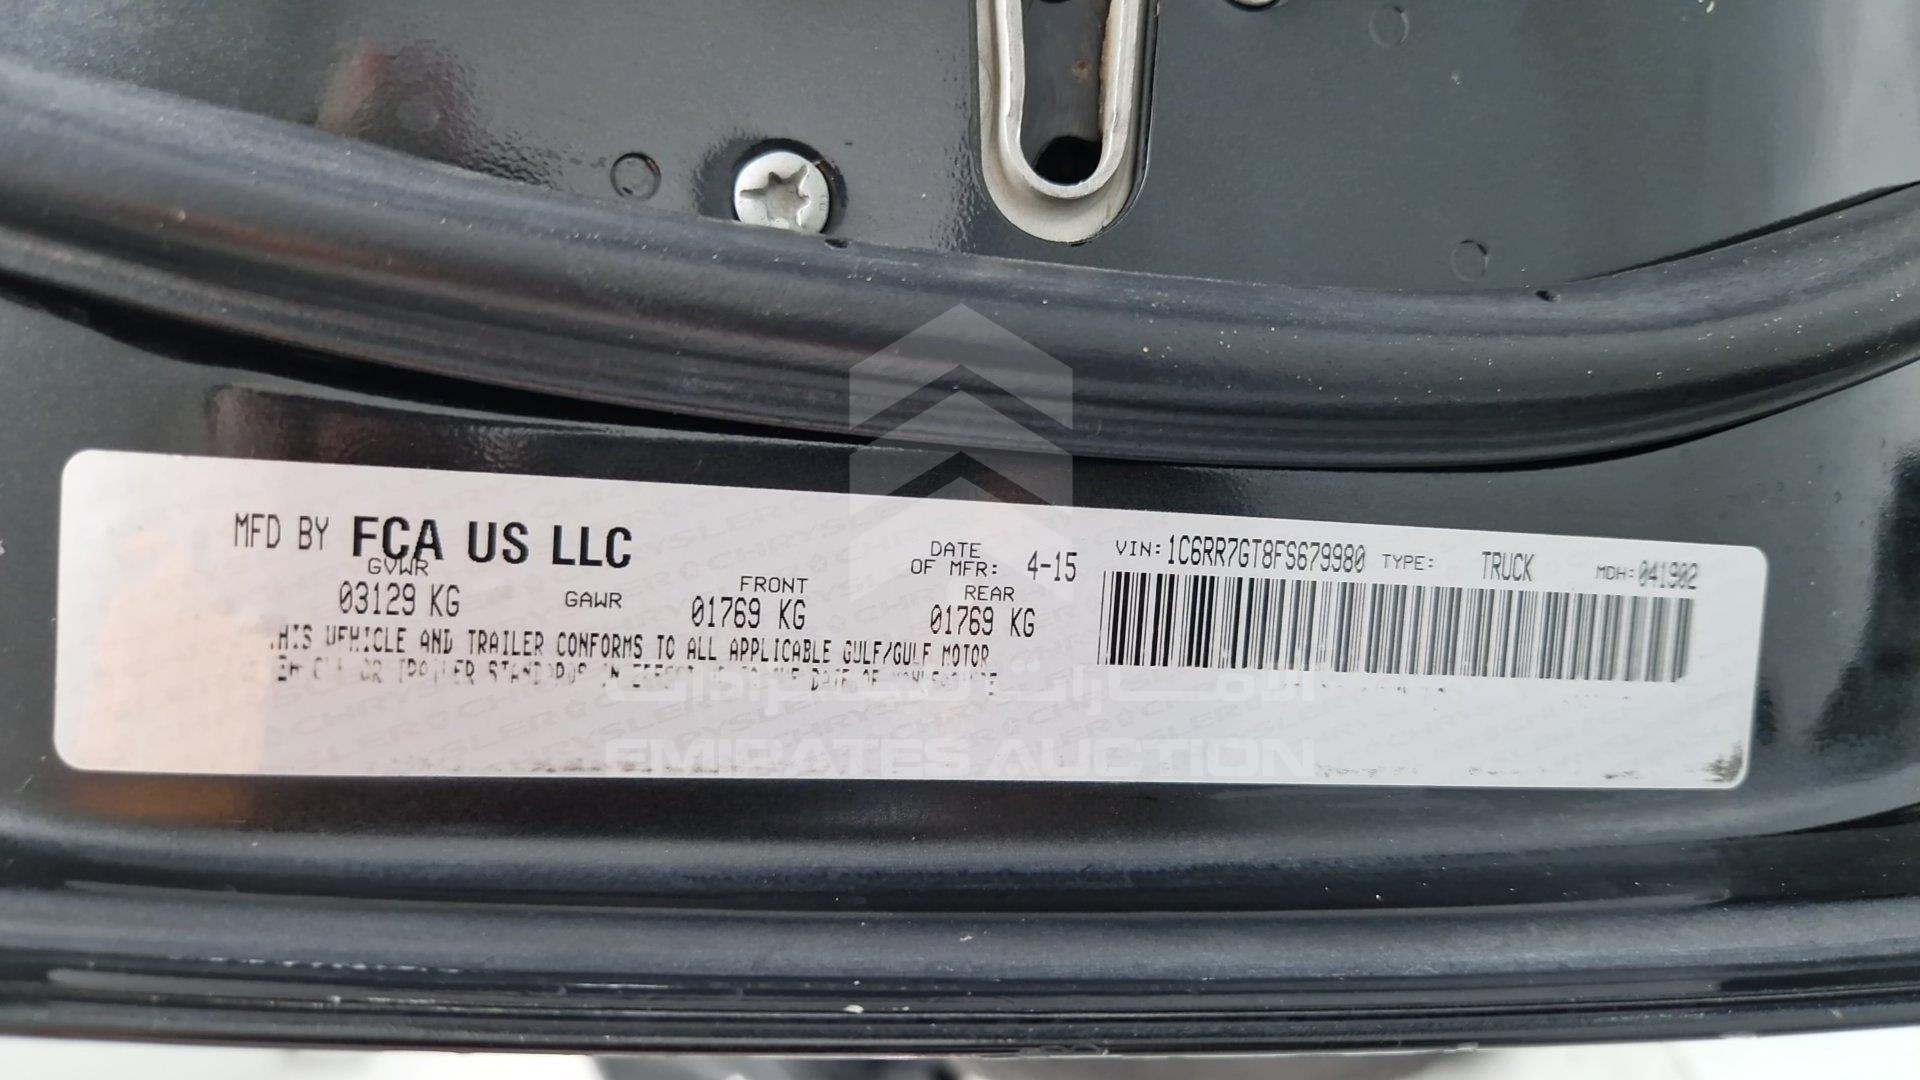 MFD BY FCA US LLC
GVWR
03129 KG
GAWR
FRONT
01769 KG
DATE
OF MFR: 4-15
REAR
01769 KG
VIN: 1C6RR7GT8FS679980 TYPE: TRUCK MDH: 041902
VEHICLE AND TRAILER CONFORMS TO ALL APPLICABLE GULF/GULF MOTOR
الإمارات للمزادات
EMIRATES AUCTION